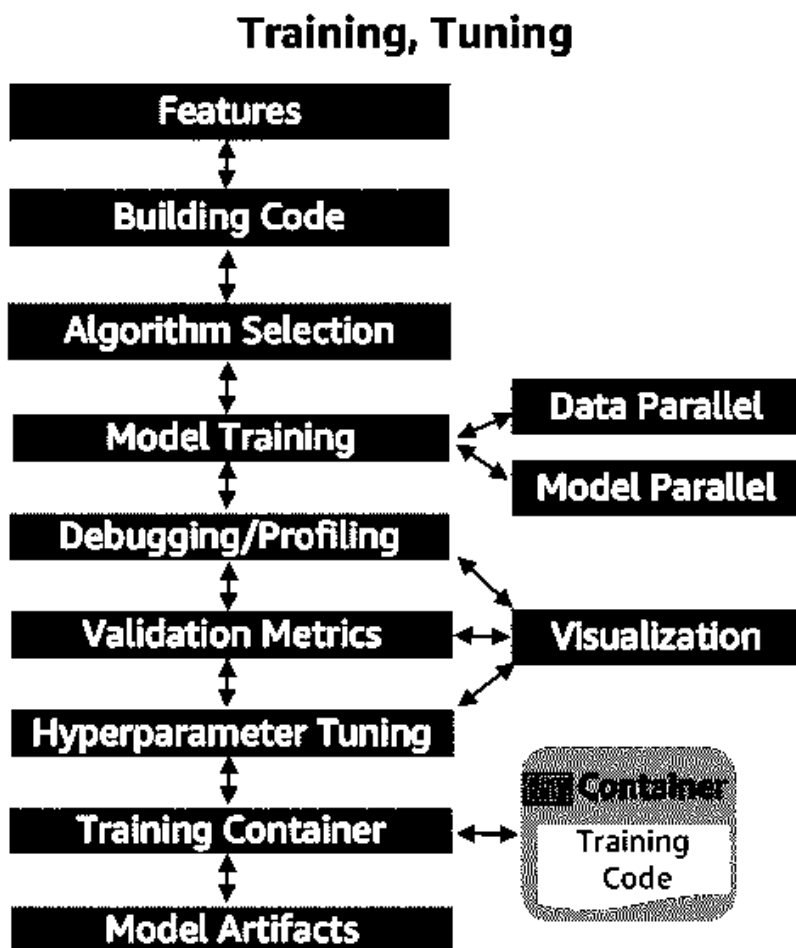 Training, Tuning
Features
Building Code
Algorithm Selection
Model Training
Data Parallel
Model Parallel
Debugging/Profiling
Validation Metrics
Visualization
Hyperparameter Tuning
Container
Training Container
Training
Code
Model Artifacts